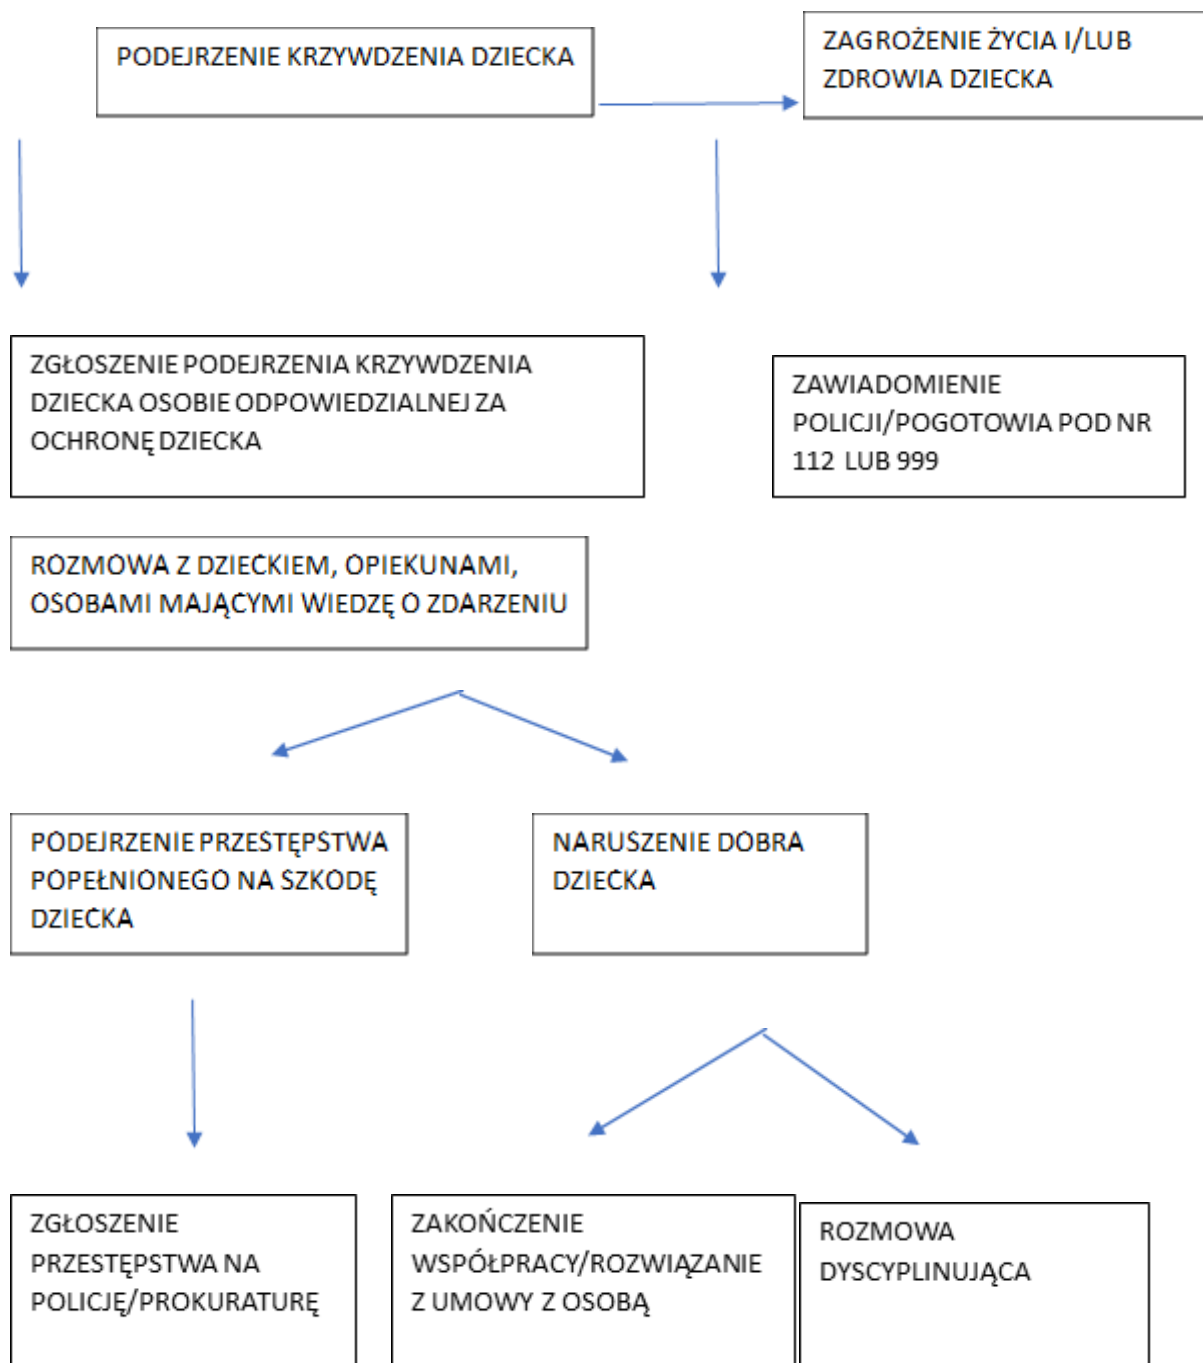 PODEJRZENIE KRZYWDZENIA DZIECKA
ZAGROŻENIE ŻYCIA I/LUB
ZDROWIA DZIECKA
ZGŁOSZENIE PODEJRZENIA KRZYWDZENIA
DZIECKA OSOBIE ODPOWIEDZIALNEJ ZA
OCHRONĘ DZIECKA
ZAWIADOMIENIE
POLICJI/POGOTOWIA POD NR
112 LUB 999
ROZMOWA Z DZIECKIEM, OPIEKUNAMI,
OSOBAMI MAJĄCYMI WIEDZĘ O ZDARZENIU
PODEJRZENIE PRZESTĘPSTWA
POPEŁNIONEGO NA SZKODĘ
DZIECKA
NARUSZENIE DOBRA
DZIECKA
ZGŁOSZENIE
PRZESTĘPSTWA NA
POLICJĘ/PROKURATURĘ
ZAKOŃCZENIE
WSPÓŁPRACY/ROZWIĄZANIE
Z UMOWY Z OSOBĄ
ROZMOWA
DYSCYPLINUJĄCA